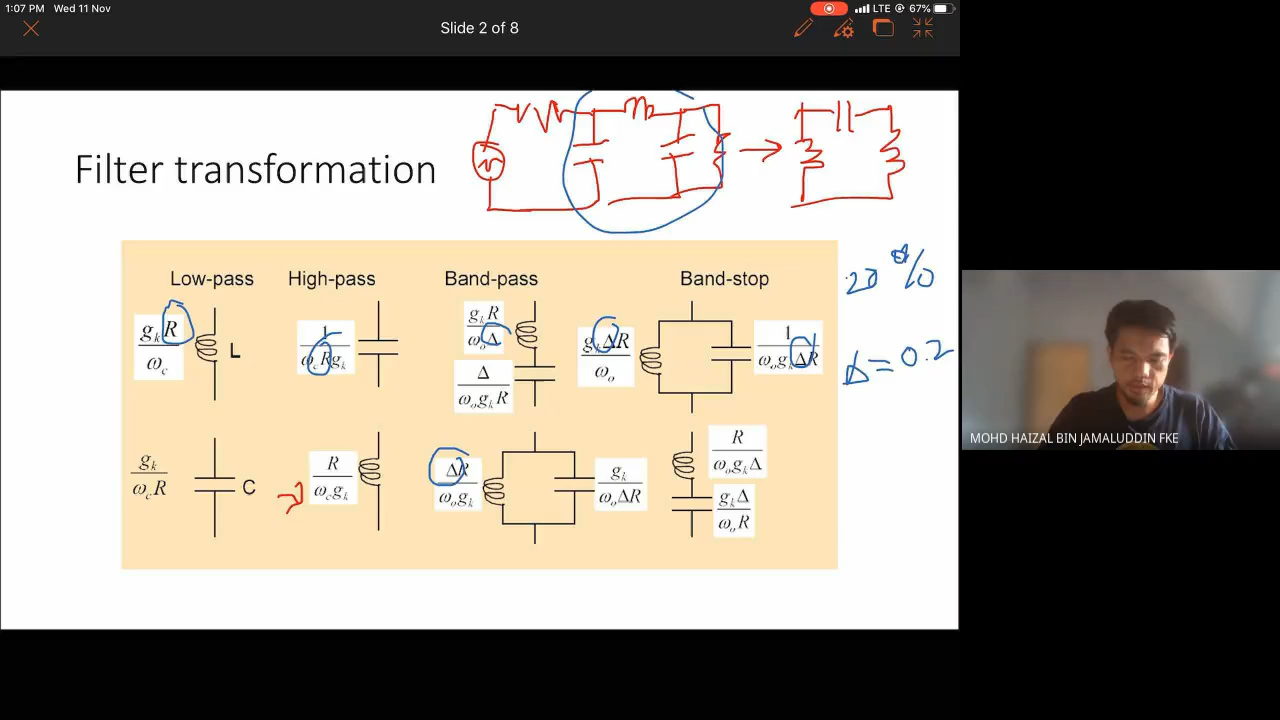 1:07 PM Wed 11 Nov
LTE 67%
Slide 2 of 8
Filter transformation
Low-pass High-pass Band-pass Band-stop
g_k R / ω_c
L
1 / ω_c R g_k
g_k R / ω_o Δ
Δ / ω_o g_k R
g_k Δ R / ω_o
1 / ω_o g_k Δ R
g_k / ω_c R
C
R / ω_c g_k
Δ R / ω_o g_k
g_k / ω_o Δ R
R / ω_o g_k Δ
g_k Δ / ω_o R
20 %
Δ = 0.2
MOHD HAIZAL BIN JAMALUDDIN FKE